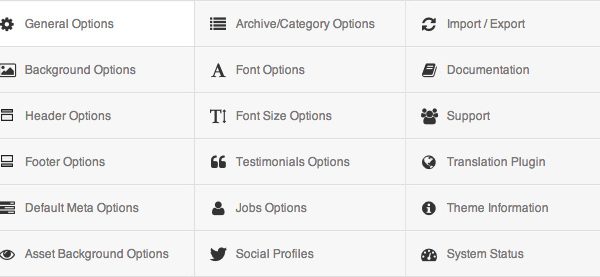 General Options
Archive/Category Options
Import / Export
Background Options
Font Options
Documentation
Header Options
Font Size Options
Support
Footer Options
Testimonials Options
Translation Plugin
Default Meta Options
Jobs Options
Theme Information
Asset Background Options
Social Profiles
System Status